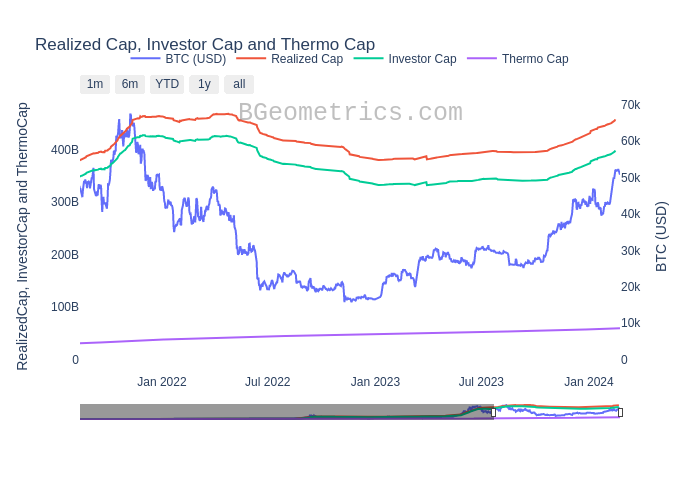 Realized Cap, Investor Cap and Thermo Cap
BTC (USD) Realized Cap Investor Cap Thermo Cap
1m 6m YTD 1y all
BGeometrics.com
RealizedCap, InvestorCap and ThermoCap
400B
300B
200B
100B
0
70k
60k
50k
40k
30k
20k
10k
0
BTC (USD)
Jan 2022 Jul 2022 Jan 2023 Jul 2023 Jan 2024